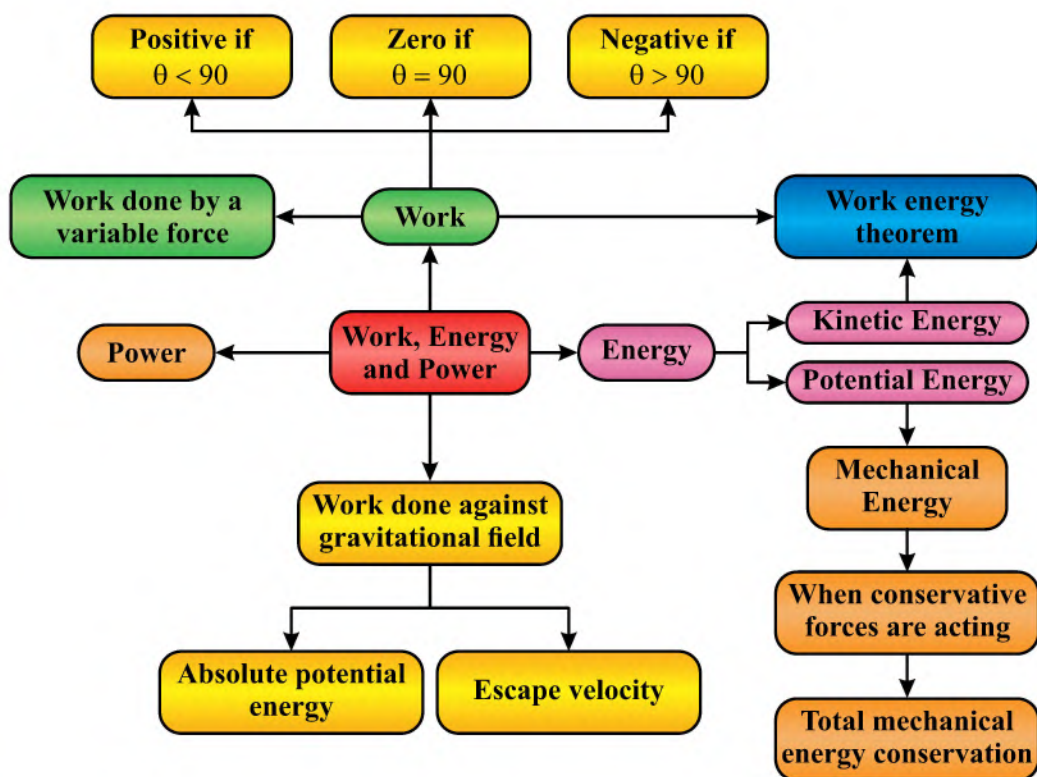 Positive if
θ < 90
Zero if
θ = 90
Negative if
θ > 90
Work done by a
variable force
Work
Work energy
theorem
Power
Work, Energy
and Power
Energy
Kinetic Energy
Potential Energy
Mechanical
Energy
Work done against
gravitational field
When conservative
forces are acting
Absolute potential
energy
Escape velocity
Total mechanical
energy conservation